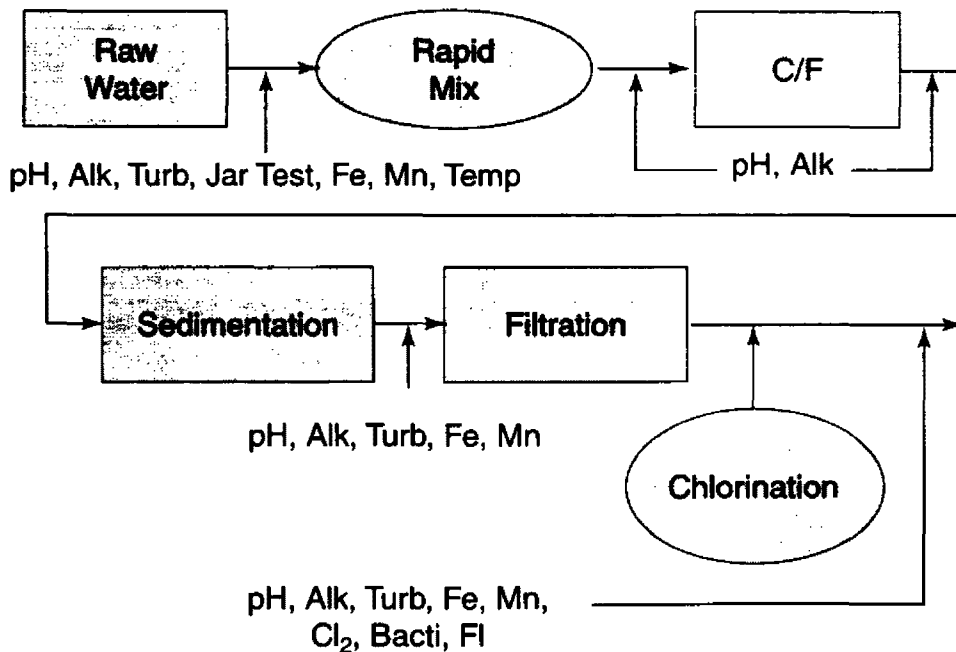 Raw
Water
Rapid
Mix
C/F
pH, Alk, Turb, Jar Test, Fe, Mn, Temp
pH, Alk
Sedimentation
Filtration
pH, Alk, Turb, Fe, Mn
Chlorination
pH, Alk, Turb, Fe, Mn,
Cl₂, Bacti, Fl